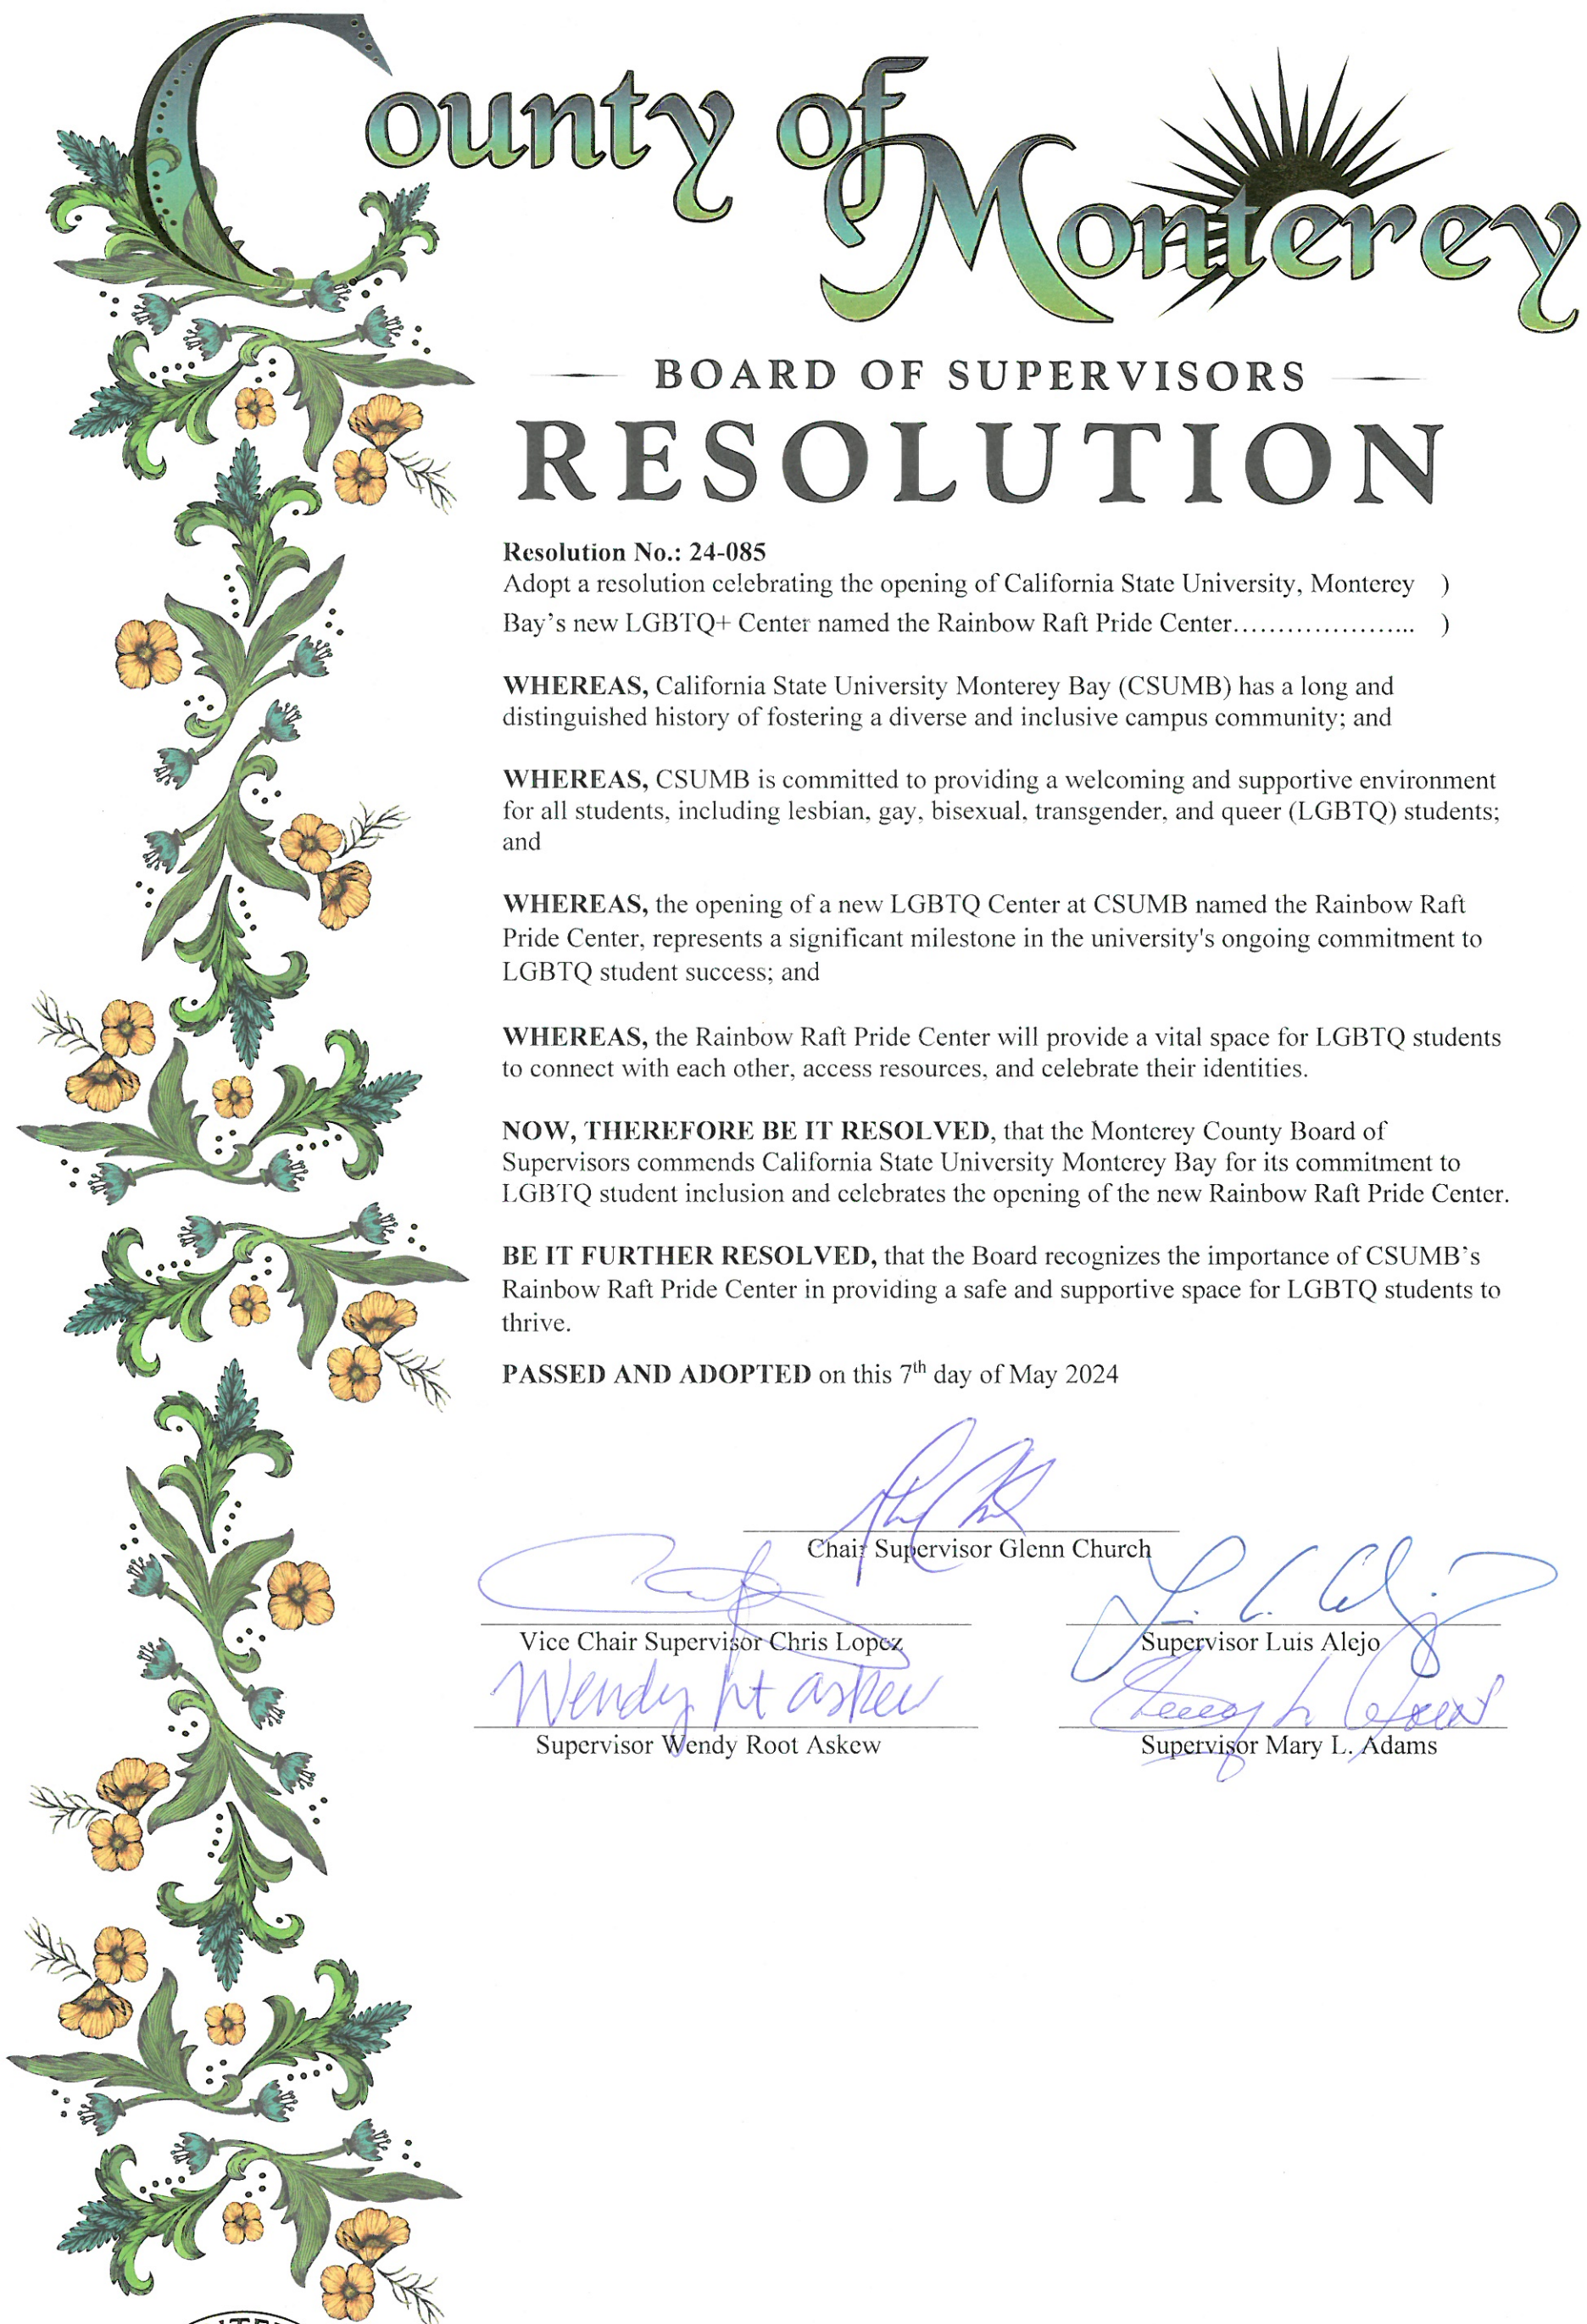 County of Monterey
BOARD OF SUPERVISORS
RESOLUTION
Resolution No.: 24-085
Adopt a resolution celebrating the opening of California State University, Monterey )
Bay's new LGBTQ+ Center named the Rainbow Raft Pride Center..................... )
WHEREAS, California State University Monterey Bay (CSUMB) has a long and
distinguished history of fostering a diverse and inclusive campus community; and
WHEREAS, CSUMB is committed to providing a welcoming and supportive environment
for all students, including lesbian, gay, bisexual, transgender, and queer (LGBTQ) students;
and
WHEREAS, the opening of a new LGBTQ Center at CSUMB named the Rainbow Raft
Pride Center, represents a significant milestone in the university's ongoing commitment to
LGBTQ student success; and
WHEREAS, the Rainbow Raft Pride Center will provide a vital space for LGBTQ students
to connect with each other, access resources, and celebrate their identities.
NOW, THEREFORE BE IT RESOLVED, that the Monterey County Board of
Supervisors commends California State University Monterey Bay for its commitment to
LGBTQ student inclusion and celebrates the opening of the new Rainbow Raft Pride Center.
BE IT FURTHER RESOLVED, that the Board recognizes the importance of CSUMB's
Rainbow Raft Pride Center in providing a safe and supportive space for LGBTQ students to
thrive.
PASSED AND ADOPTED on this 7th day of May 2024
Chair Supervisor Glenn Church
Vice Chair Supervisor Chris Lopez
Supervisor Luis Alejo
Wendy Rt Askew
Supervisor Wendy Root Askew
Supervisor Mary L. Adams